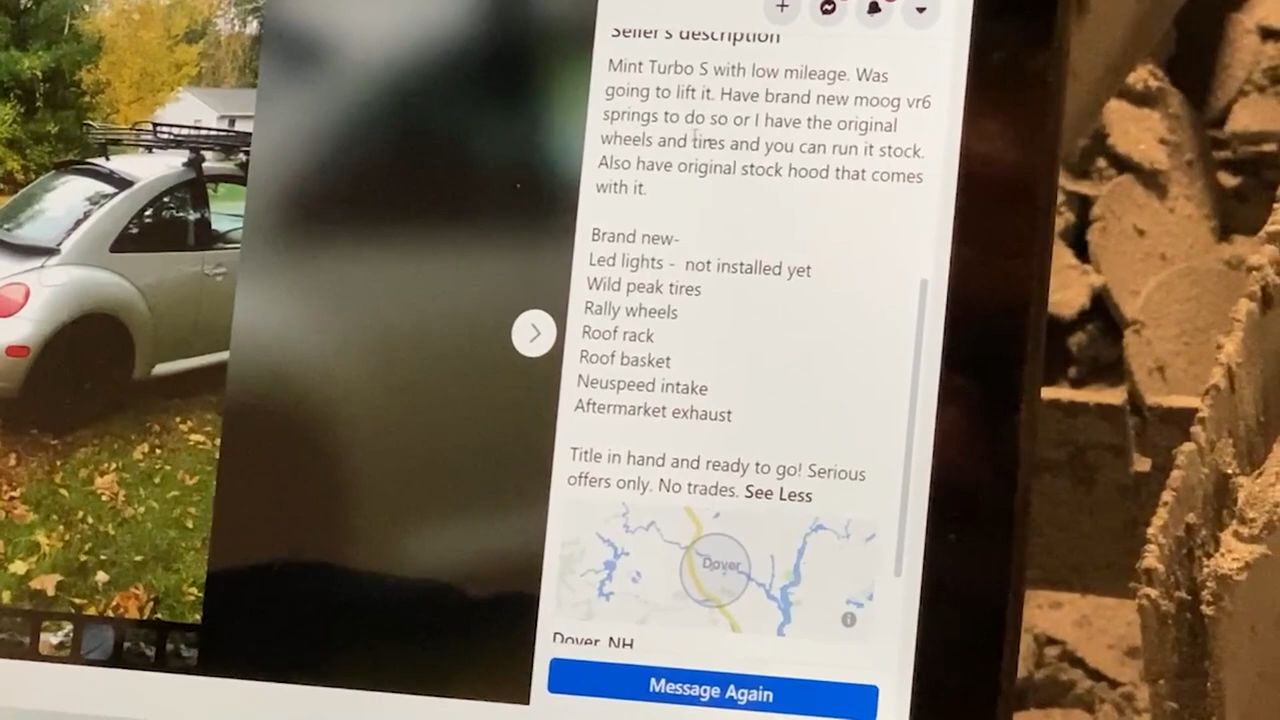 Seller's description
Mint Turbo S with low mileage. Was
going to lift it. Have brand new moog vr6
springs to do so or I have the original
wheels and tires and you can run it stock.
Also have original stock hood that comes
with it.
Brand new-
Led lights - not installed yet
Wild peak tires
Rally wheels
Roof rack
Roof basket
Neuspeed intake
Aftermarket exhaust
Title in hand and ready to go! Serious
offers only. No trades. See Less
Dover
Dover, NH
Message Again